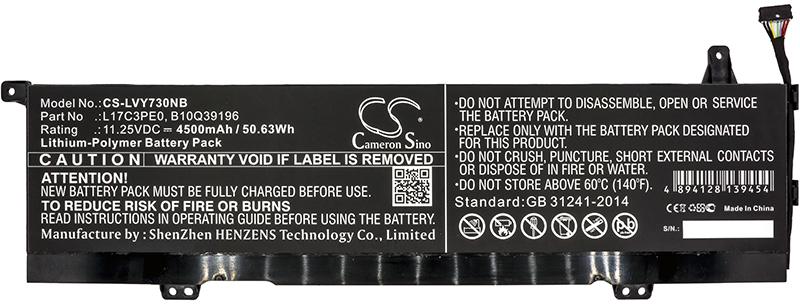 Model No.:CS-LVY730NB
Part No :L17C3PE0, B10Q39196
Rating :11.25VDC ⎓ 4500mAh / 50.63Wh
Lithium-Polymer Battery Pack
CS
Cameron Sino
CAUTION WARRANTY VOID IF LABEL IS REMOVED
ATTENTION!
NEW BATTERY PACK MUST BE FULLY CHARGED BEFORE USE.
TO REDUCE RISK OF FIRE OR BURNS
READ IN OPERATING GUIDE BEFORE USING THE BATTERY.
Manufacture by : ShenZhen HENZENS Technology Co., Limited
•DO NOT ATTEMPT TO DISASSEMBLE, OPEN OR SERVICE
THE BATTERY PACK.
•REPLACE ONLY WITH THE SAME BATTERY PACK DESIGNATED
FOR THIS EQUIPMENT.
•DO NOT CRUSH, PUNCTURE, SHORT EXTERNAL CONTACTS
OR DISPOSE OF IN FIRE OR WATER.
•DO NOT STORE ABOVE 60℃ (140℉).
Standard:GB 31241-2014
4 894128 139454
CE
Made In China
S/N.: